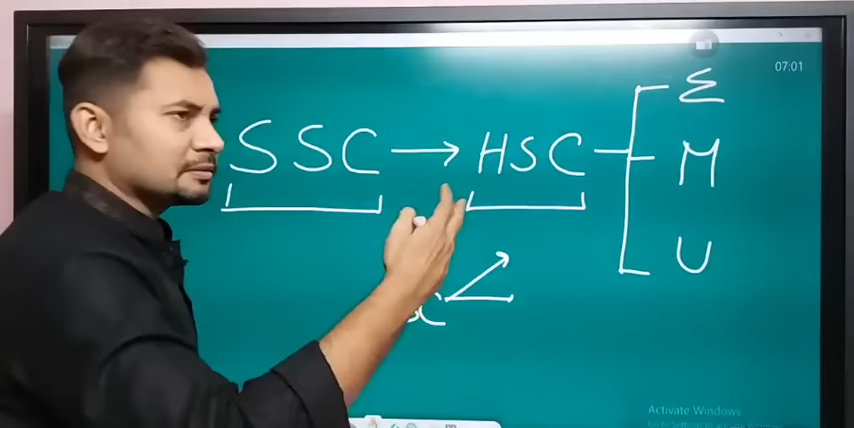 07:01
SSC → HSC
E
M
U
Activate Windows